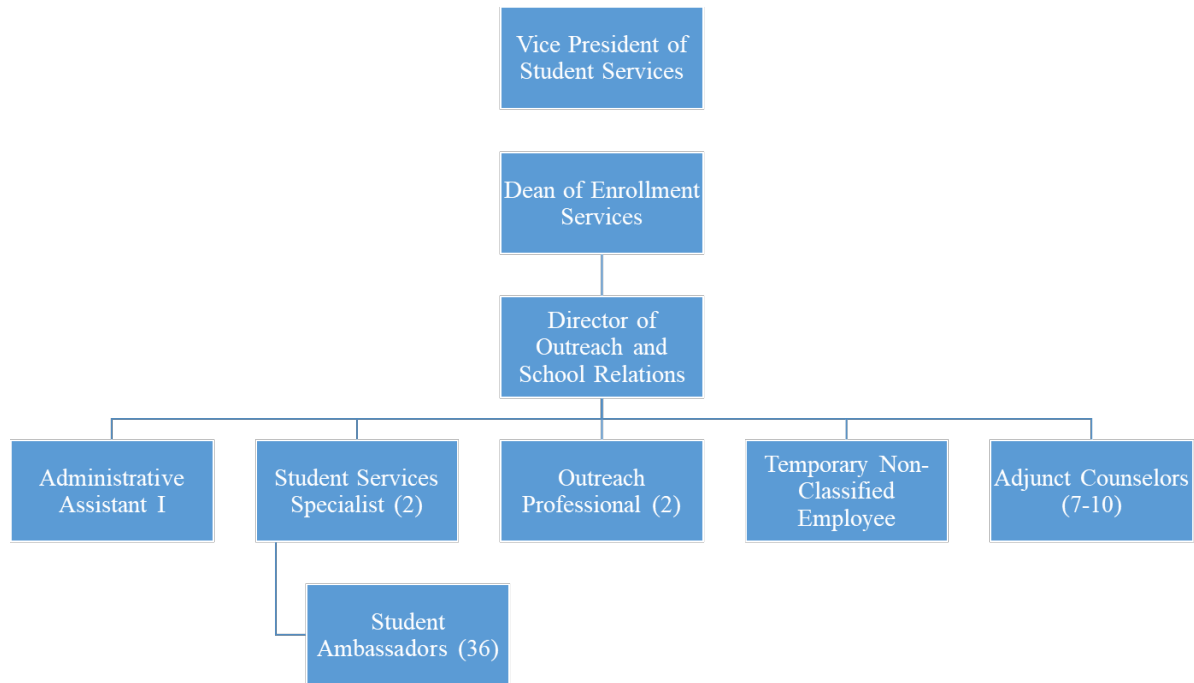 Vice President of
Student Services
Dean of Enrollment
Services
Director of
Outreach and
School Relations
Administrative
Assistant I
Student Services
Specialist (2)
Outreach
Professional (2)
Temporary Non-
Classified
Employee
Adjunct Counselors
(7-10)
Student
Ambassadors (36)